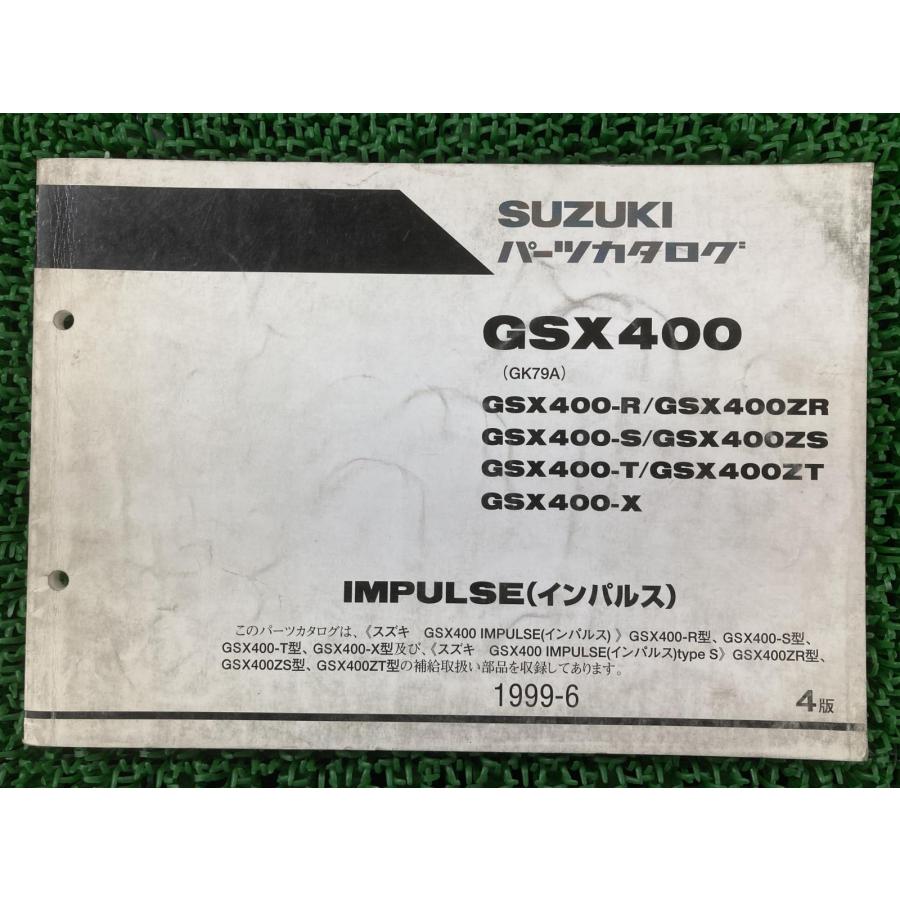 SUZUKI
パーツカタログ
GSX400
(GK79A)
GSX400-R/GSX400ZR
GSX400-S/GSX400ZS
GSX400-T/GSX400ZT
GSX400-X
IMPULSE(インパルス)
このパーツカタログは、《スズキ GSX400 IMPULSE(インパルス) 》GSX400-R型、GSX400-S型、
GSX400-T型、GSX400-X型及び、《スズキ GSX400 IMPULSE(インパルス)type S》GSX400ZR型、
GSX400ZS型、GSX400ZT型の補給取扱い部品を収録してあります。
1999-6
4版